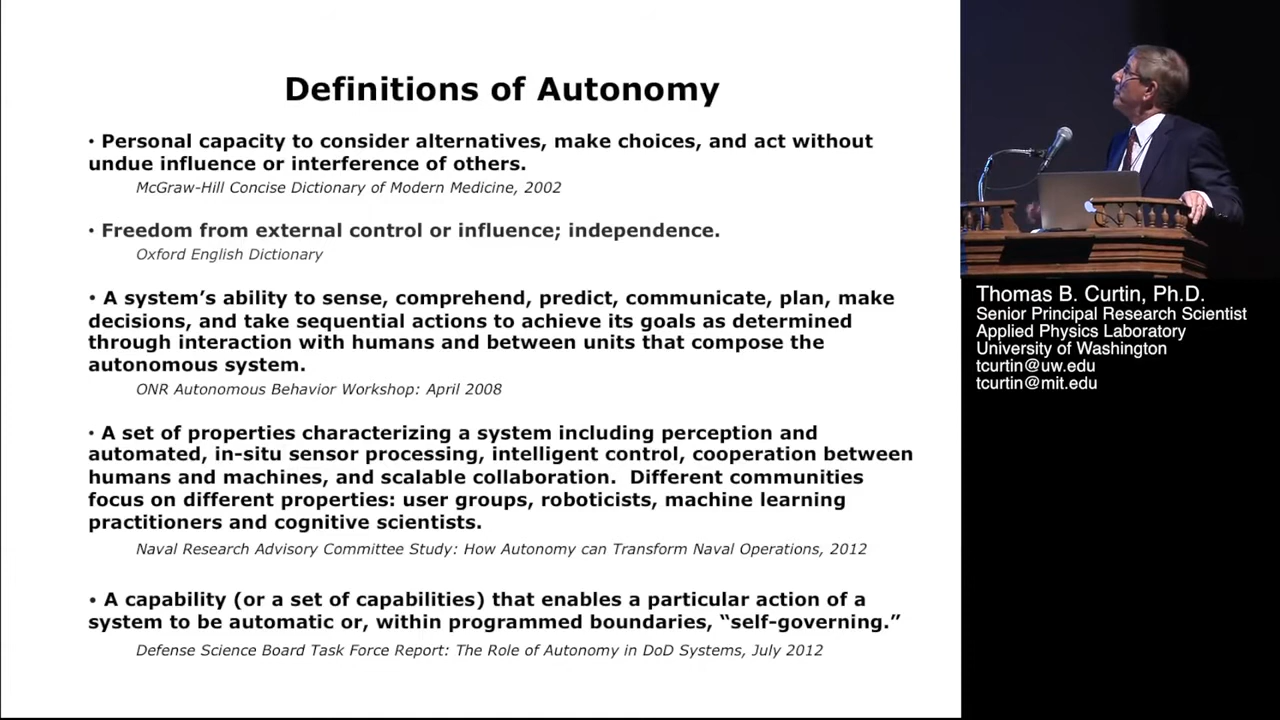 Definitions of Autonomy
• Personal capacity to consider alternatives, make choices, and act without
undue influence or interference of others.
McGraw-Hill Concise Dictionary of Modern Medicine, 2002
• Freedom from external control or influence; independence.
Oxford English Dictionary
• A system’s ability to sense, comprehend, predict, communicate, plan, make
decisions, and take sequential actions to achieve its goals as determined
through interaction with humans and between units that compose the
autonomous system.
ONR Autonomous Behavior Workshop: April 2008
• A set of properties characterizing a system including perception and
automated, in-situ sensor processing, intelligent control, cooperation between
humans and machines, and scalable collaboration.  Different communities
focus on different properties: user groups, roboticists, machine learning
practitioners and cognitive scientists.
Naval Research Advisory Committee Study: How Autonomy can Transform Naval Operations, 2012
• A capability (or a set of capabilities) that enables a particular action of a
system to be automatic or, within programmed boundaries, “self-governing.”
Defense Science Board Task Force Report: The Role of Autonomy in DoD Systems, July 2012
Thomas B. Curtin, Ph.D.
Senior Principal Research Scientist
Applied Physics Laboratory
University of Washington
tcurtin@uw.edu
tcurtin@mit.edu